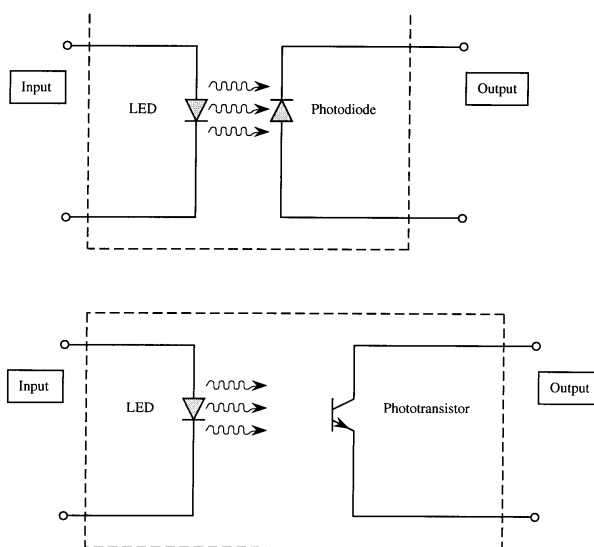 Input
LED
Photodiode
Output
Input
LED
Phototransistor
Output